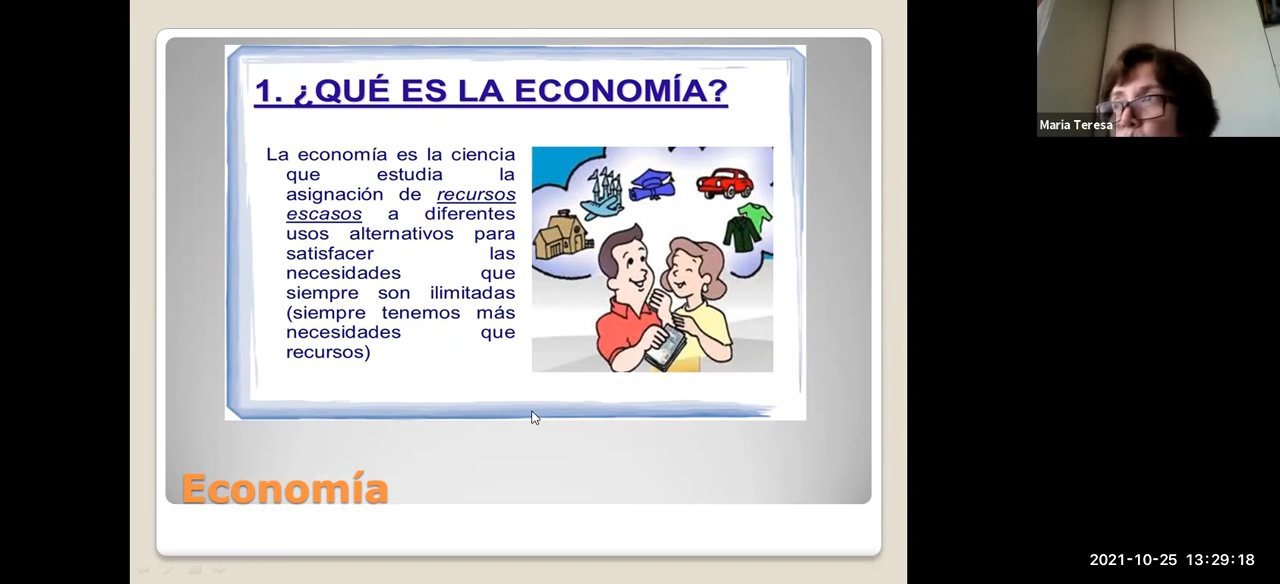 1. ¿QUÉ ES LA ECONOMÍA?
La economía es la ciencia
que estudia la
asignación de recursos
escasos a diferentes
usos alternativos para
satisfacer las
necesidades que
siempre son ilimitadas
(siempre tenemos más
necesidades que
recursos)
Economía
Maria Teresa
2021-10-25 13:29:18